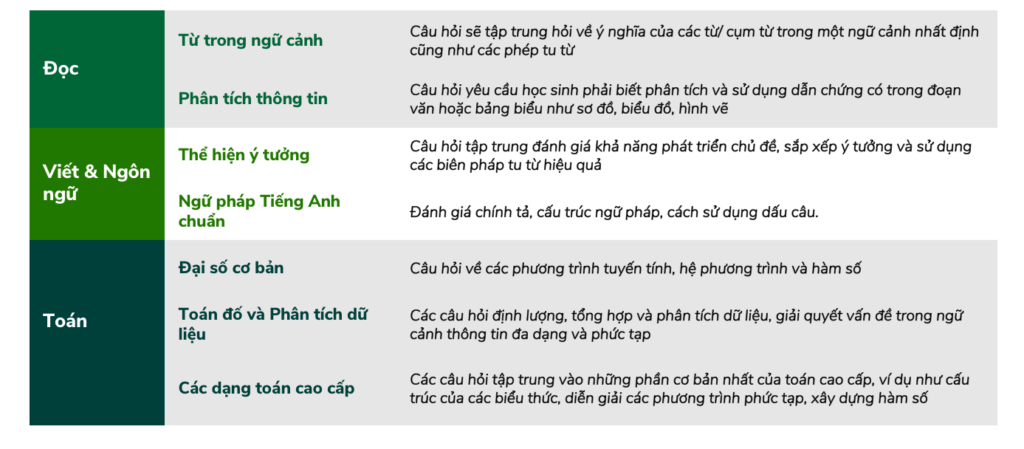 Đọc
Từ trong ngữ cảnh
Câu hỏi sẽ tập trung hỏi về ý nghĩa của các từ/ cụm từ trong một ngữ cảnh nhất định
cũng như các phép tu từ
Phân tích thông tin
Câu hỏi yêu cầu học sinh phải biết phân tích và sử dụng dẫn chứng có trong đoạn
văn hoặc bảng biểu như sơ đồ, biểu đồ, hình vẽ
Viết & Ngôn
ngữ
Thể hiện ý tưởng
Câu hỏi tập trung đánh giá khả năng phát triển chủ đề, sắp xếp ý tưởng và sử dụng
các biên pháp tu từ hiệu quả
Ngữ pháp Tiếng Anh
chuẩn
Đánh giá chính tả, cấu trúc ngữ pháp, cách sử dụng dấu câu.
Toán
Đại số cơ bản
Câu hỏi về các phương trình tuyến tính, hệ phương trình và hàm số
Toán đố và Phân tích dữ
liệu
Các câu hỏi định lượng, tổng hợp và phân tích dữ liệu, giải quyết vấn đề trong ngữ
cảnh thông tin đa dạng và phức tạp
Các dạng toán cao cấp
Các câu hỏi tập trung vào những phần cơ bản nhất của toán cao cấp, ví dụ như cấu
trúc của các biểu thức, diễn giải các phương trình phức tạp, xây dựng hàm số